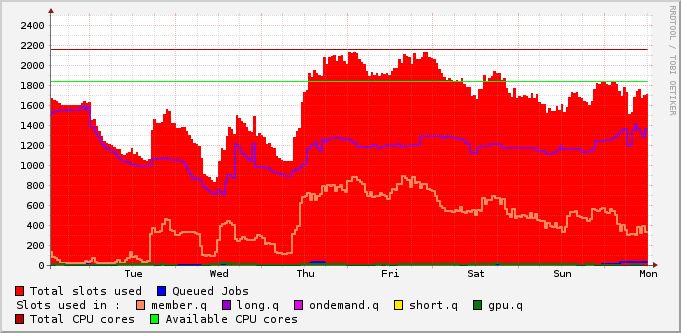 RRDTOOL / TOBI OETIKER
2400
2200
2000
1800
1600
1400
1200
1000
800
600
400
200
0
Tue Wed Thu Fri Sat Sun Mon
Total slots used Queued Jobs
Slots used in : member.q long.q ondemand.q short.q gpu.q
Total CPU cores Available CPU cores